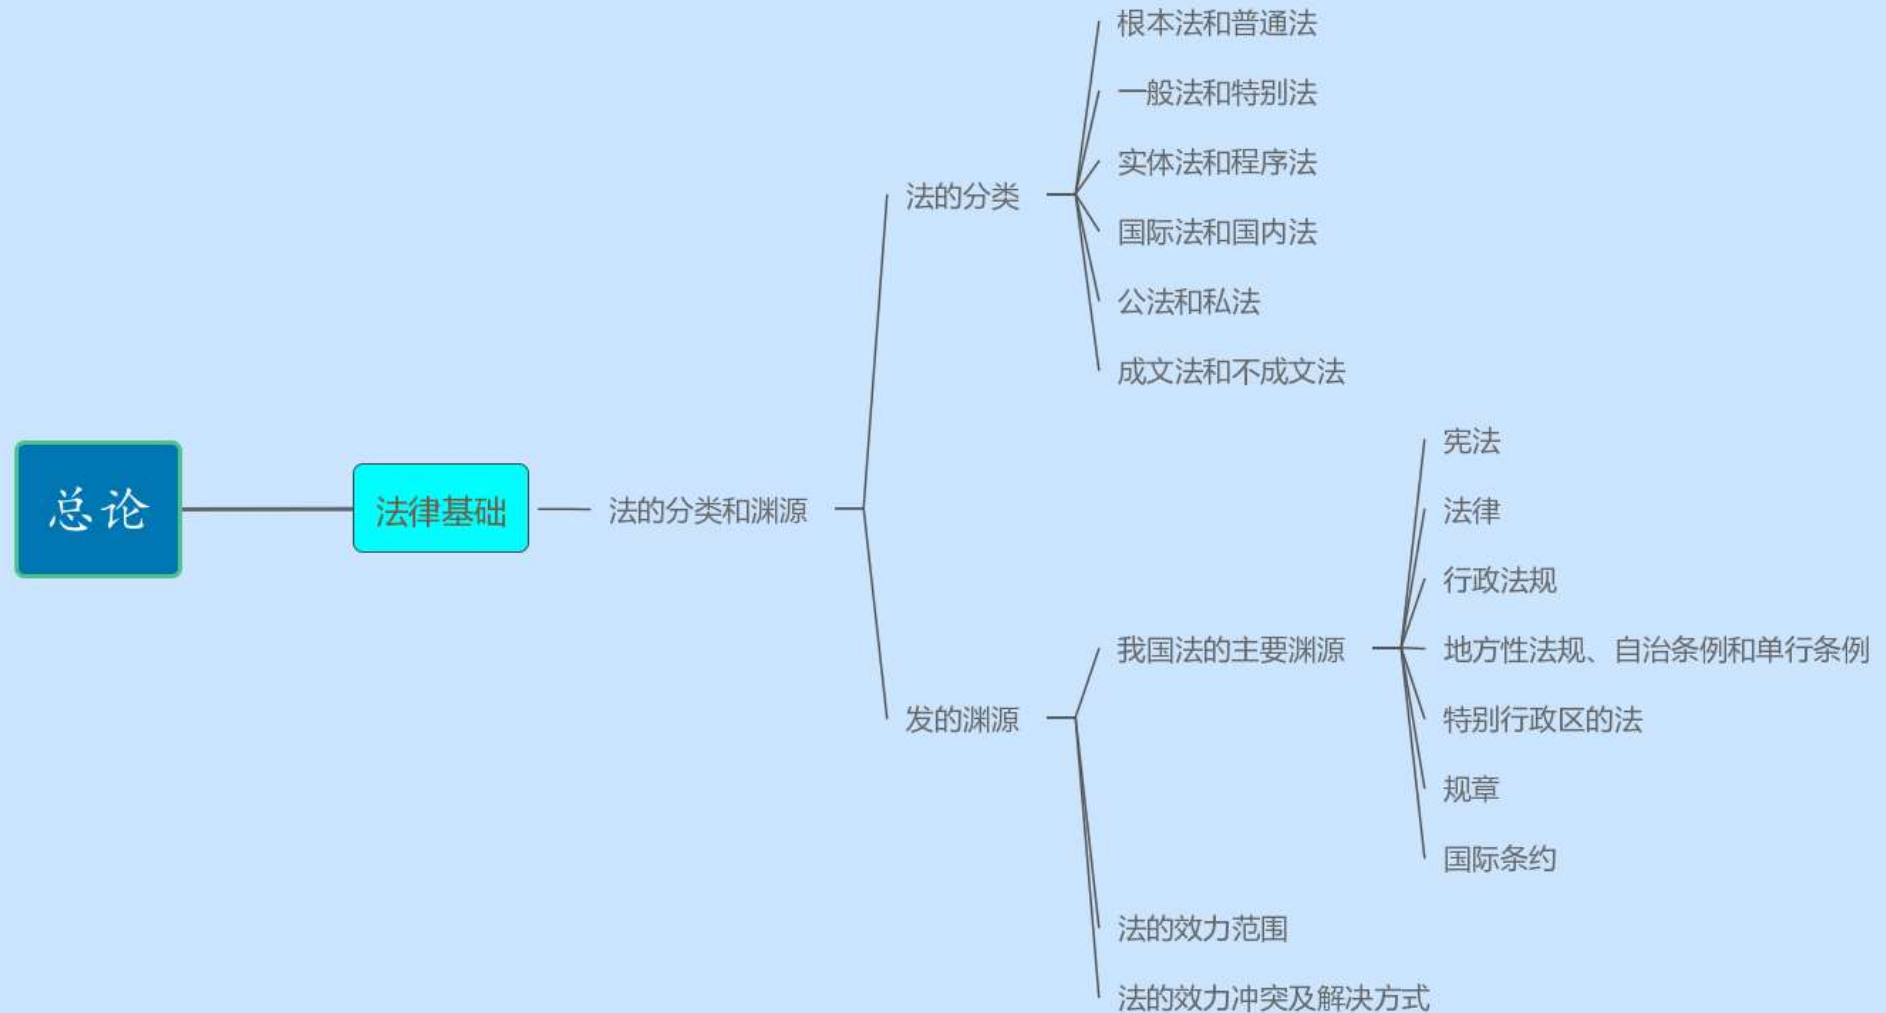 总论
法律基础
法的分类和渊源
法的分类
根本法和普通法
一般法和特别法
实体法和程序法
国际法和国内法
公法和私法
成文法和不成文法
发的渊源
我国法的主要渊源
宪法
法律
行政法规
地方性法规、自治条例和单行条例
特别行政区的法
规章
国际条约
法的效力范围
法的效力冲突及解决方式